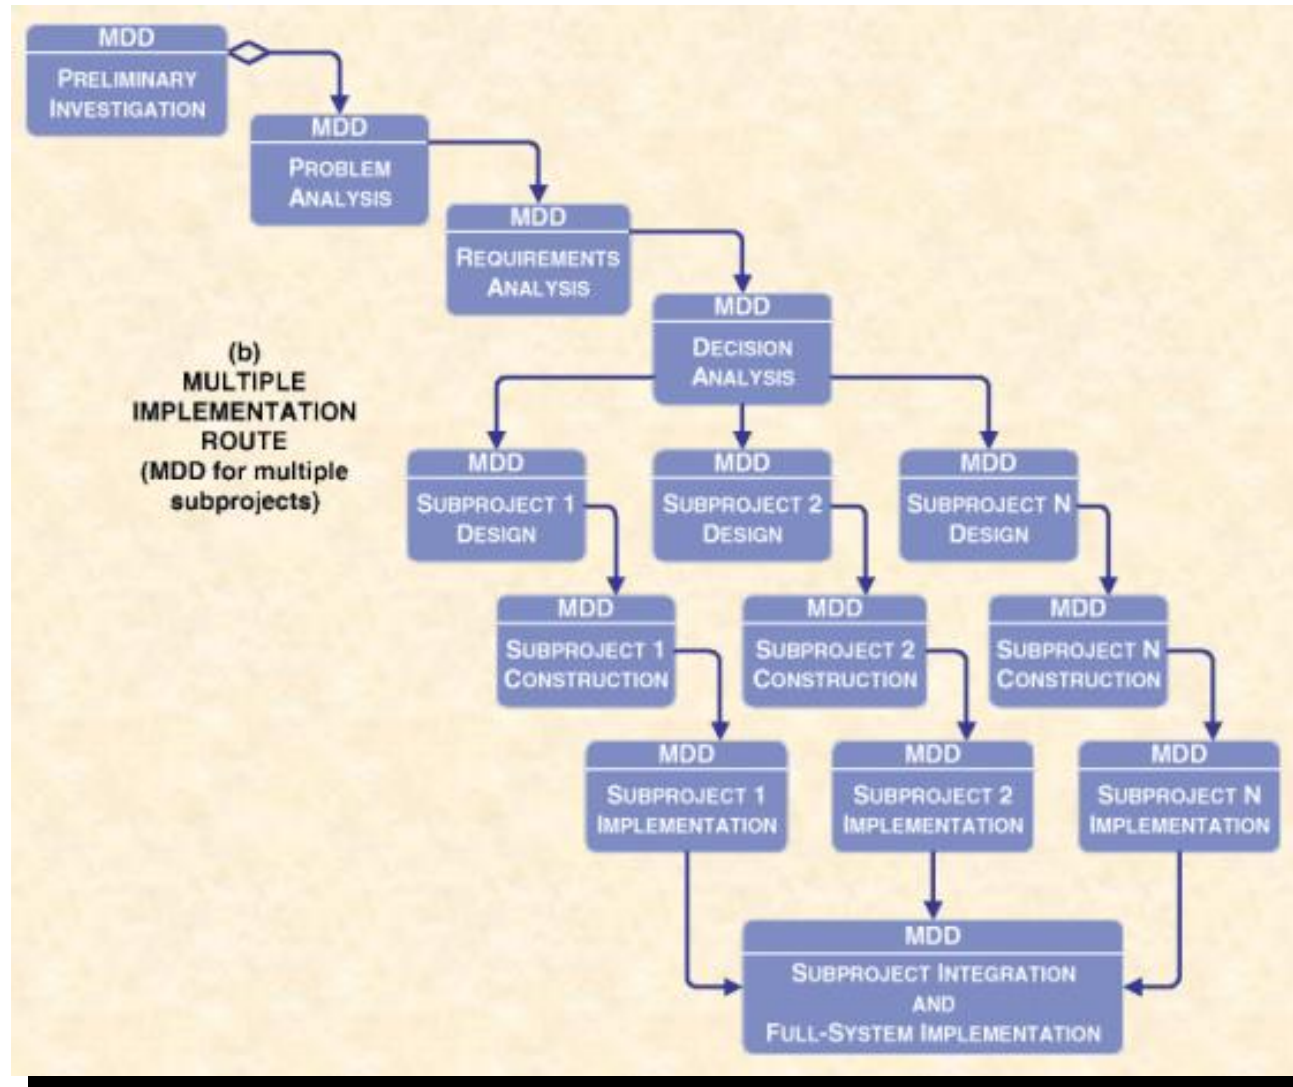 MDD
PRELIMINARY
INVESTIGATION
MDD
PROBLEM
ANALYSIS
MDD
REQUIREMENTS
ANALYSIS
MDD
DECISION
ANALYSIS
(b)
MULTIPLE
IMPLEMENTATION
ROUTE
(MDD for multiple
subprojects)
MDD
SUBPROJECT 1
DESIGN
MDD
SUBPROJECT 2
DESIGN
MDD
SUBPROJECT N
DESIGN
MDD
SUBPROJECT 1
CONSTRUCTION
MDD
SUBPROJECT 2
CONSTRUCTION
MDD
SUBPROJECT N
CONSTRUCTION
MDD
SUBPROJECT 1
IMPLEMENTATION
MDD
SUBPROJECT 2
IMPLEMENTATION
MDD
SUBPROJECT N
IMPLEMENTATION
MDD
SUBPROJECT INTEGRATION
AND
FULL-SYSTEM IMPLEMENTATION